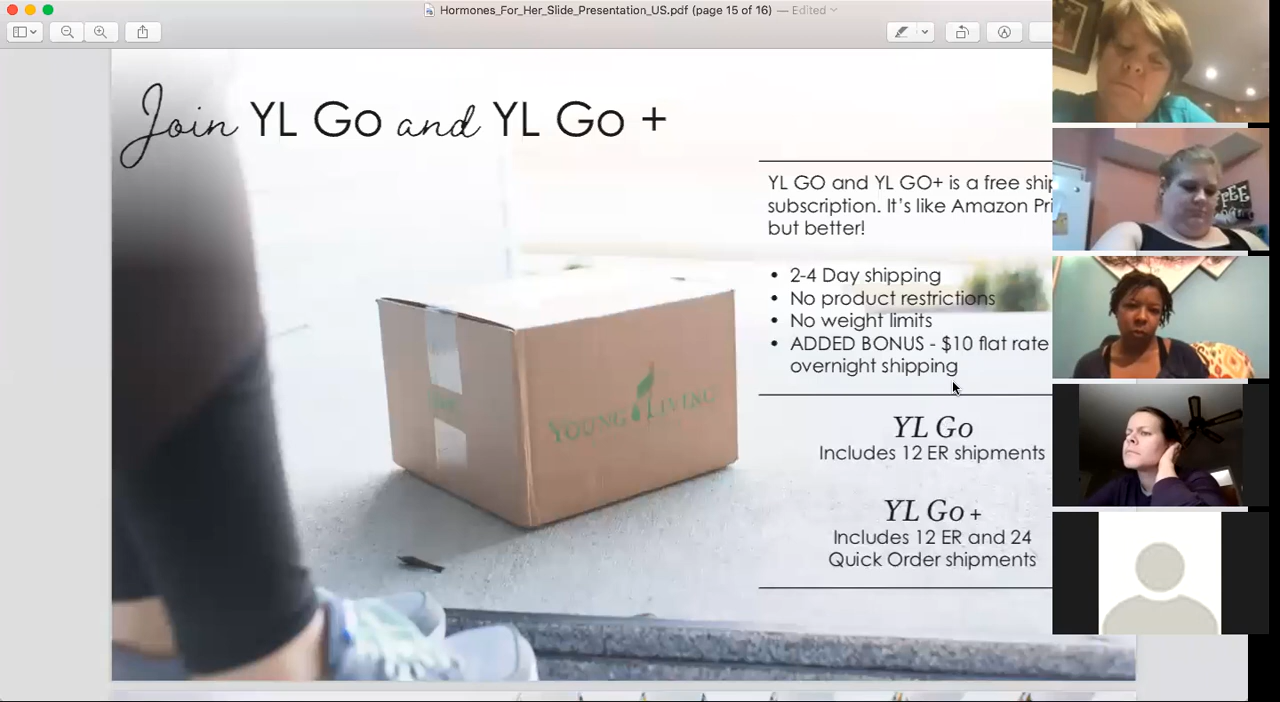 Hormones_For_Her_Slide_Presentation_US.pdf (page 15 of 16) — Edited
Join YL Go and YL Go +
YL GO and YL GO+ is a free
subscription. It's like Amazon
but better!
• 2-4 Day shipping
• No product restrictions
• No weight limits
• ADDED BONUS - $10 flat rate
overnight shipping
YL Go
Includes 12 ER shipments
YL Go +
Includes 12 ER and 24
Quick Order shipments
YOUNG LIVING